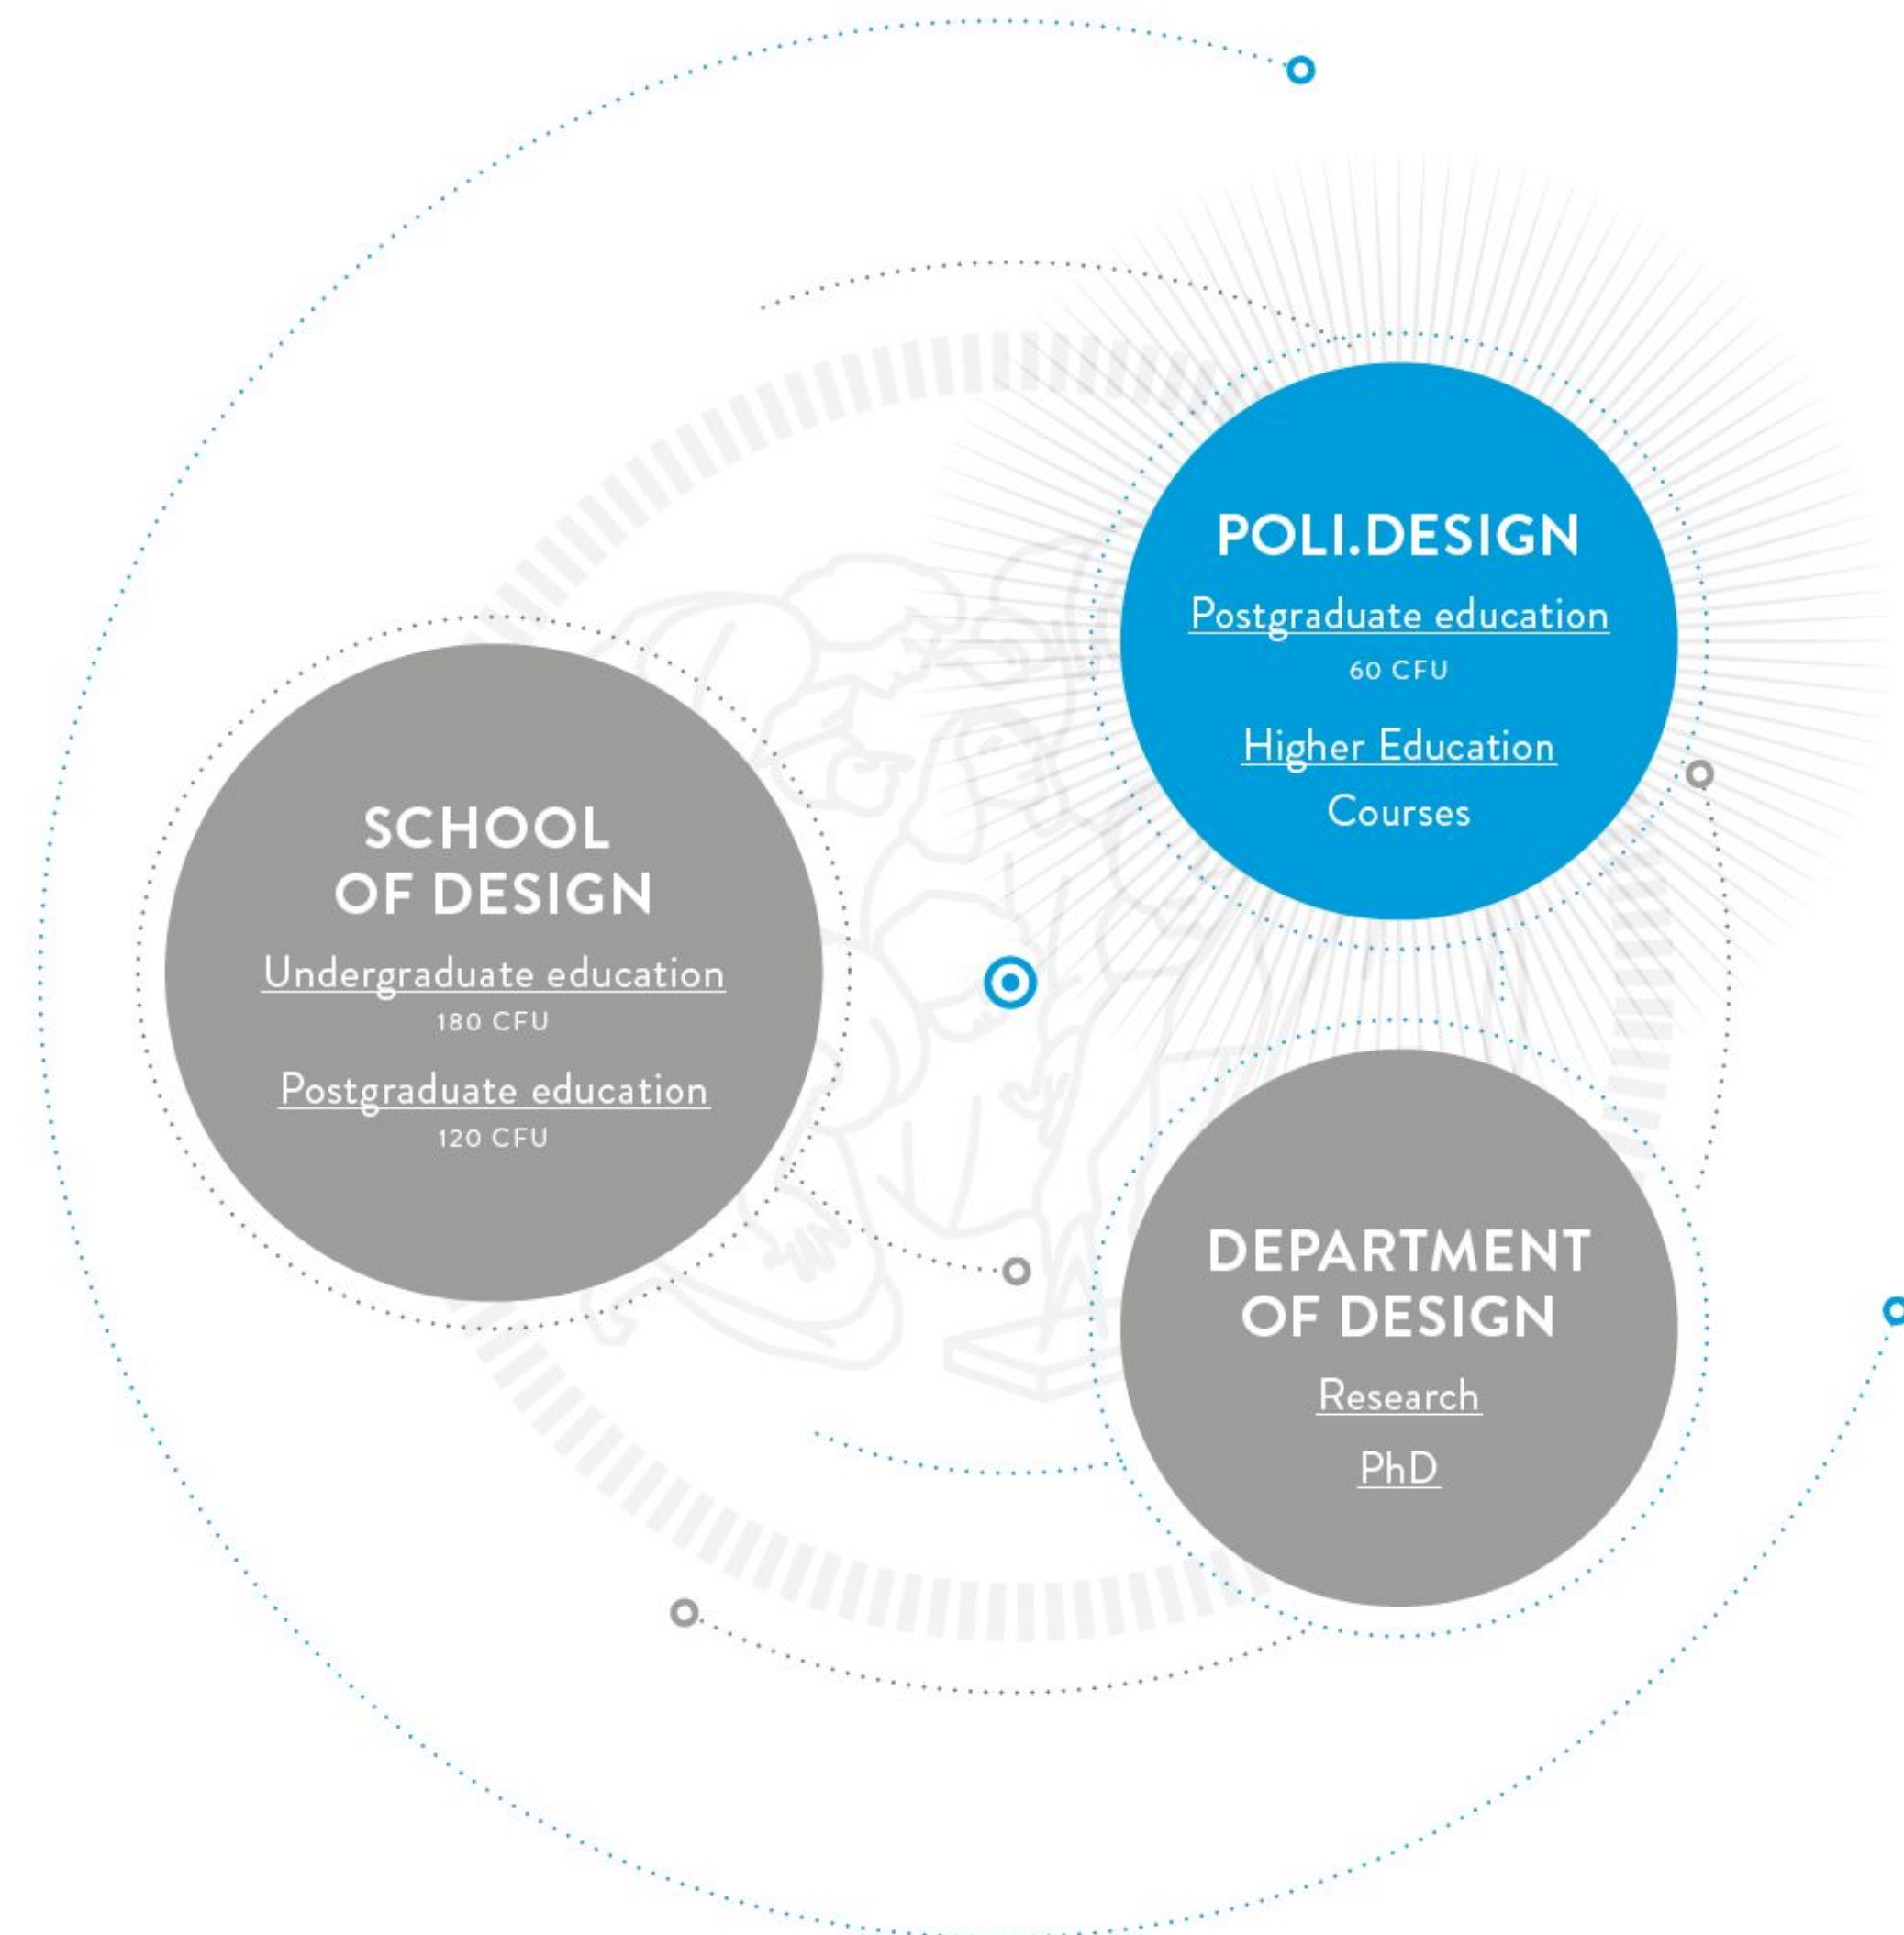 POLI.DESIGN
Postgraduate education
60 CFU
Higher Education
Courses
SCHOOL
OF DESIGN
Undergraduate education
180 CFU
Postgraduate education
120 CFU
DEPARTMENT
OF DESIGN
Research
PhD